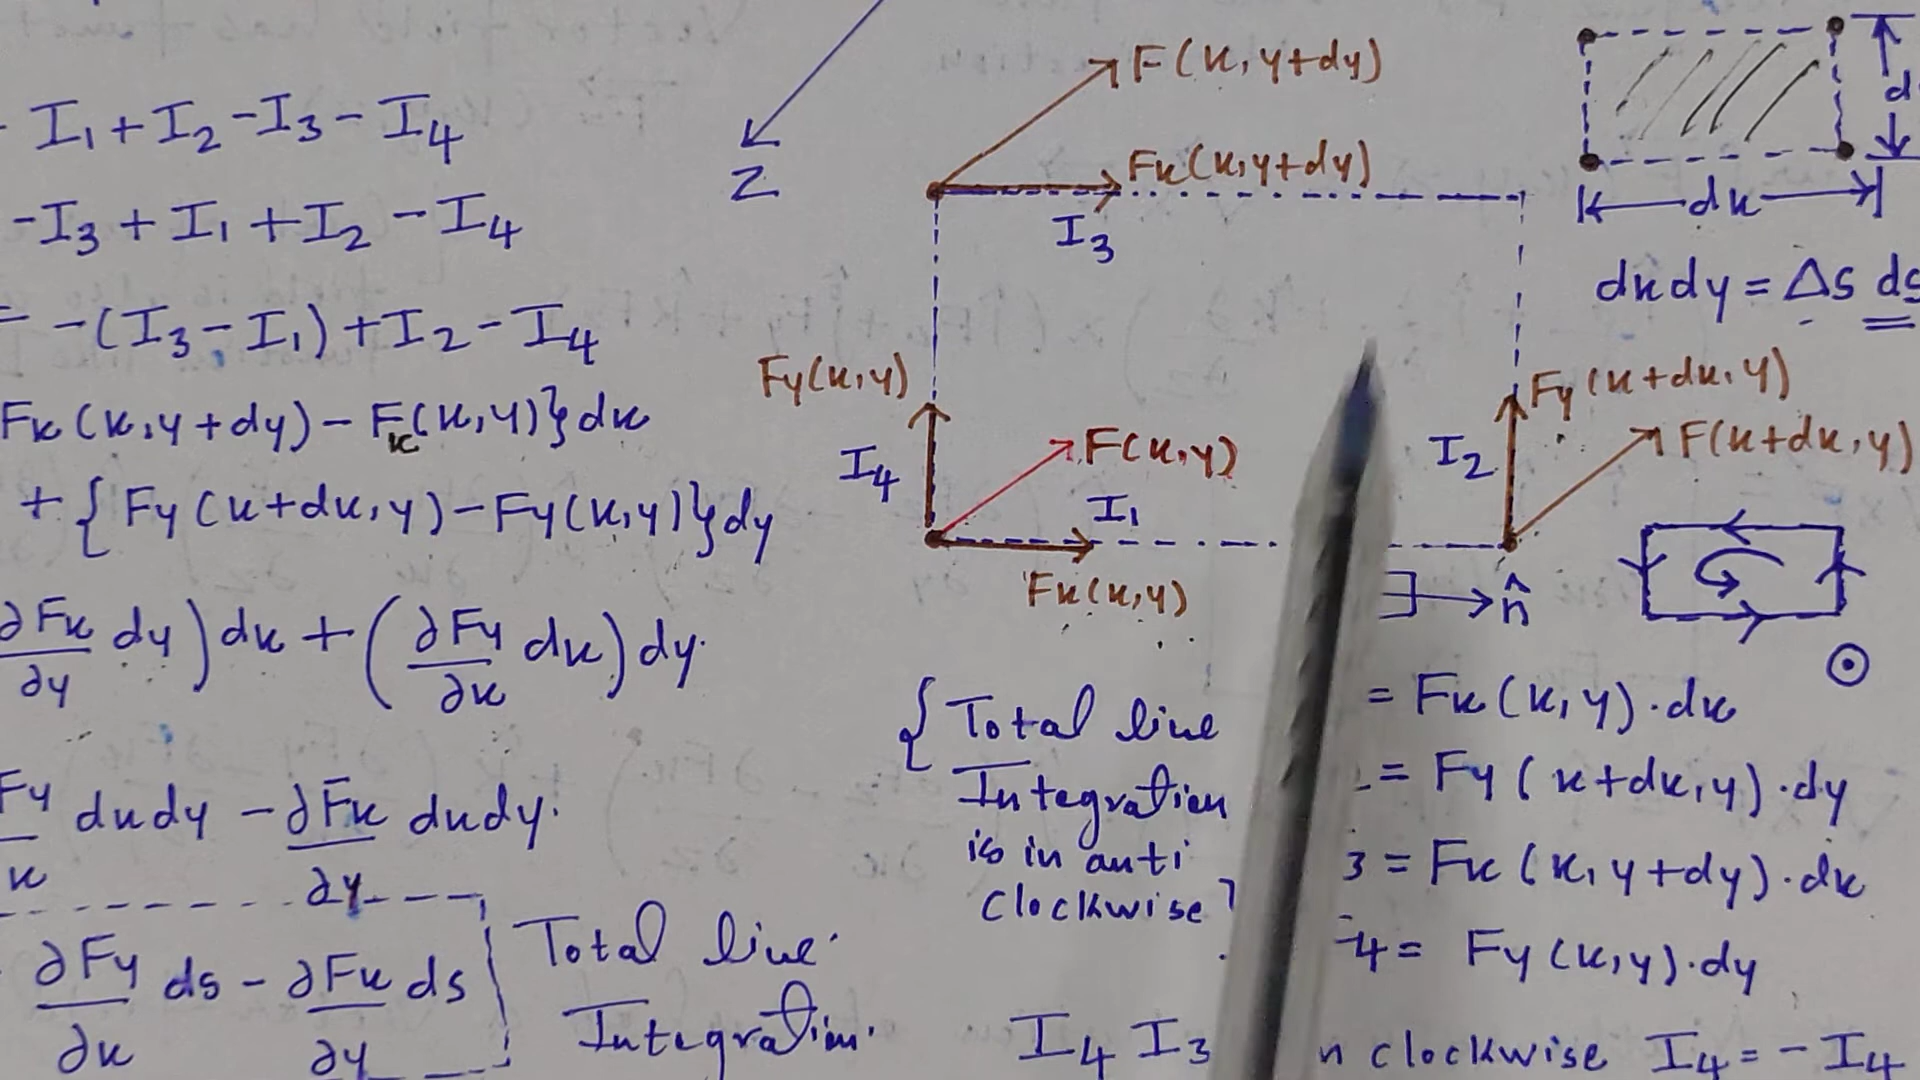 - I₁ + I₂ - I₃ - I₄
- I₃ + I₁ + I₂ - I₄
= -(I₃ - I₁) + I₂ - I₄
Fx(x,y+dy) - Fx(x,y)}dx
+ {Fy(x+dx,y) - Fy(x,y)}dy
∂Fx/∂y dy)dx + (∂Fy/∂x dx)dy.
Fy/x dxdy - ∂Fx/∂y dxdy.
∂Fy/∂x ds - ∂Fx/∂y ds
Total line
Integration.
Z
F(x,y+dy)
Fx(x,y+dy)
I₃
Fy(x,y)
I₄
F(x,y)
I₁
Fx(x,y)
Fy(x+dx,y)
I₂
F(x+dx,y)
n̂
d
dx
dxdy = Δs ds
{Total line
Integration
is in anti
clockwise}
= Fx(x,y).dx
= Fy(x+dx,y).dy
3 = Fx(x,y+dy).dx
4 = Fy(x,y).dy
I₄ I₃ n clockwise I₄ = - I₄